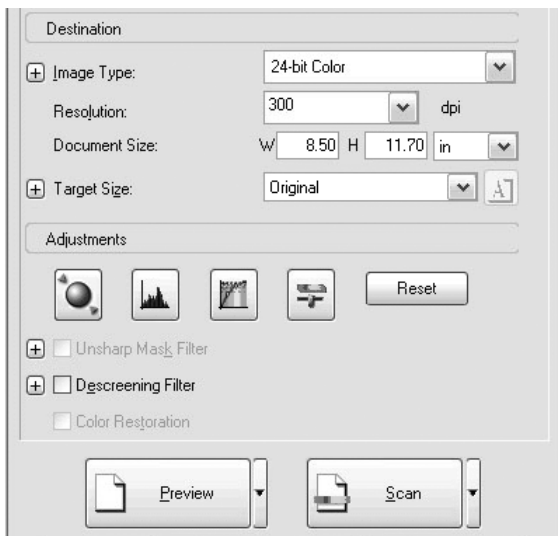 Destination
Image Type: 24-bit Color
Resolution: 300 dpi
Document Size: W 8.50 H 11.70 in
Target Size: Original A
Adjustments
Reset
Unsharp Mask Filter
Descreening Filter
Color Restoration
Preview Scan